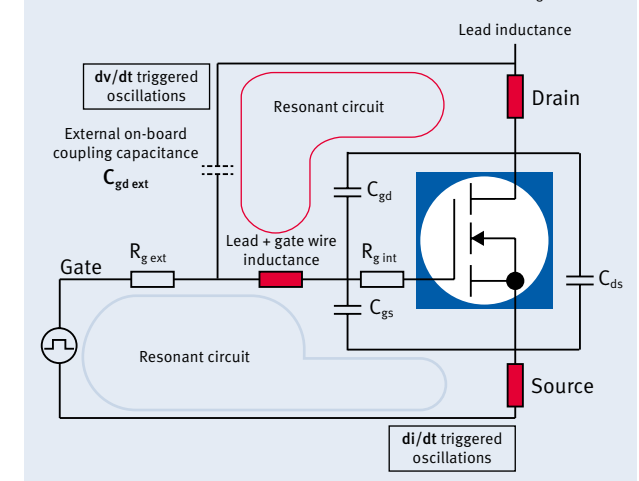 Lead inductance
dv/dt triggered
oscillations
Drain
Resonant circuit
External on-board
coupling capacitance
Cgd ext
Cgd
Lead + gate wire
inductance
Rg ext
Rg int
Gate
Cds
Cgs
Resonant circuit
Source
di/dt triggered
oscillations